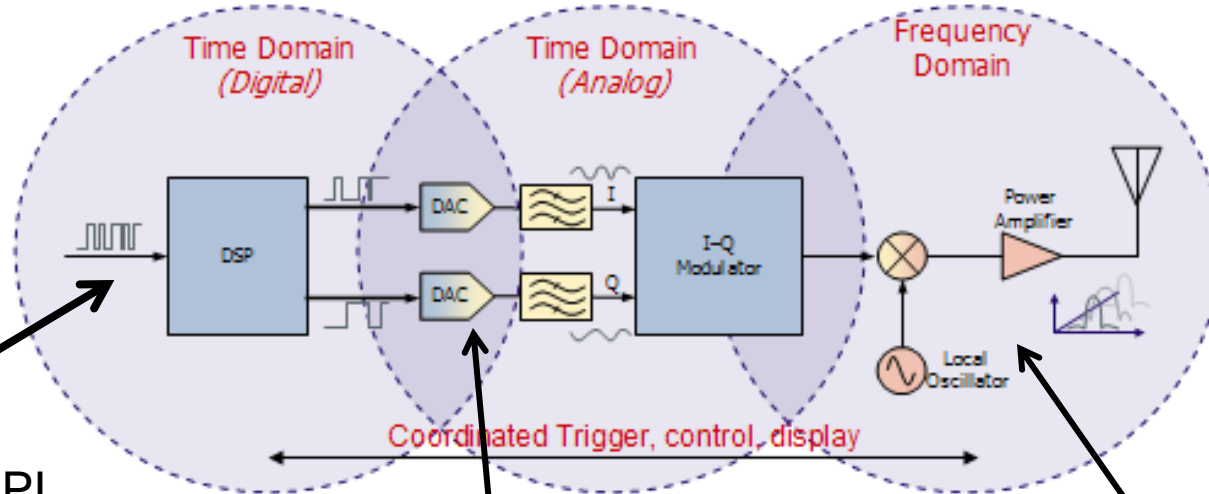 Time Domain
(Digital)
Time Domain
(Analog)
Frequency
Domain
DSP
DAC
DAC
I
Q
I-Q
Modulator
Power
Amplifier
Local
Oscillator
Coordinated Trigger, control, display
PI